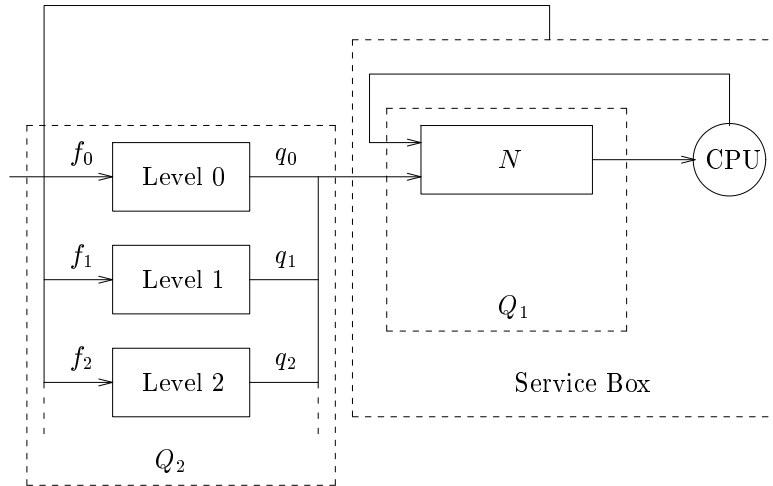 f0 Level 0 q0
N
CPU
f1 Level 1 q1
Q1
f2 Level 2 q2
Service Box
Q2